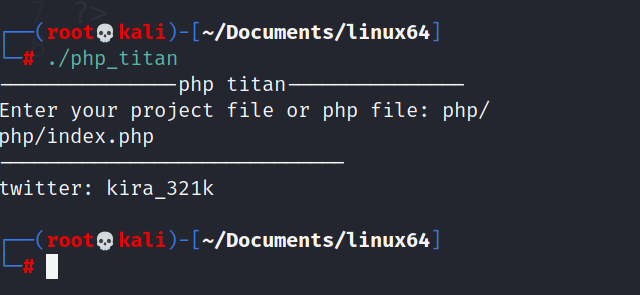 7 ?>
┌──(root💀kali)-[~/Documents/linux64]
└─# ./php_titan
---------------php titan---------------
Enter your project file or php file: php/
php/index.php
-----------------------------
twitter: kira_321k
┌──(root💀kali)-[~/Documents/linux64]
└─#